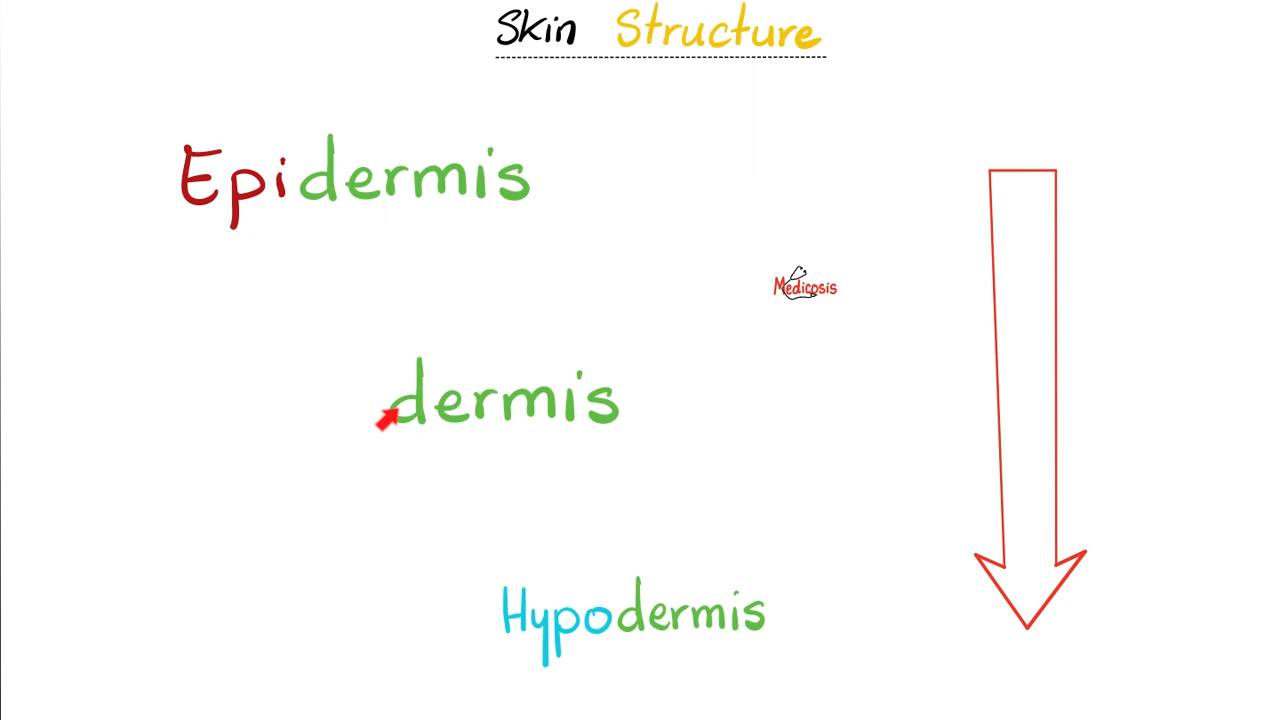 Skin Structure
Epidermis
Medicosis
dermis
Hypodermis